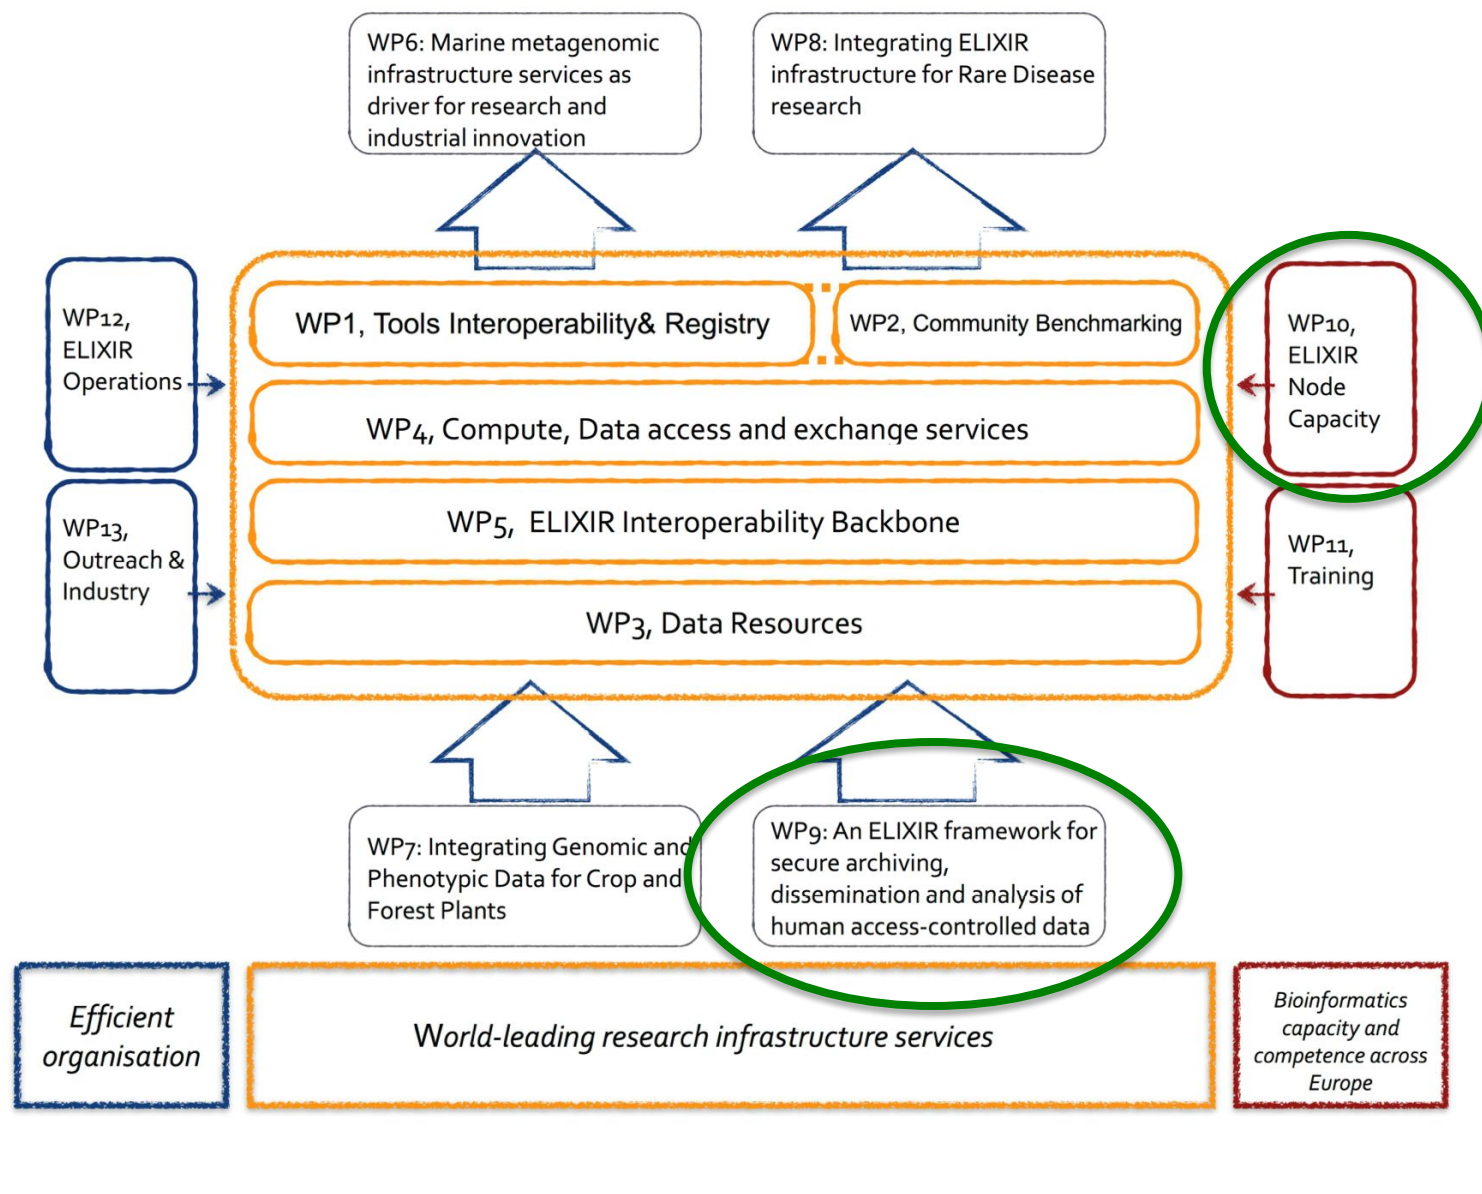 WP6: Marine metagenomic
infrastructure services as
driver for research and
industrial innovation
WP8: Integrating ELIXIR
infrastructure for Rare Disease
research
WP12,
ELIXIR
Operations
WP1, Tools Interoperability& Registry
WP2, Community Benchmarking
WP10,
ELIXIR
Node
Capacity
WP4, Compute, Data access and exchange services
WP13,
Outreach &
Industry
WP5, ELIXIR Interoperability Backbone
WP11,
Training
WP3, Data Resources
WP7: Integrating Genomic and
Phenotypic Data for Crop and
Forest Plants
WP9: An ELIXIR framework for
secure archiving,
dissemination and analysis of
human access-controlled data
Efficient
organisation
World-leading research infrastructure services
Bioinformatics
capacity and
competence across
Europe